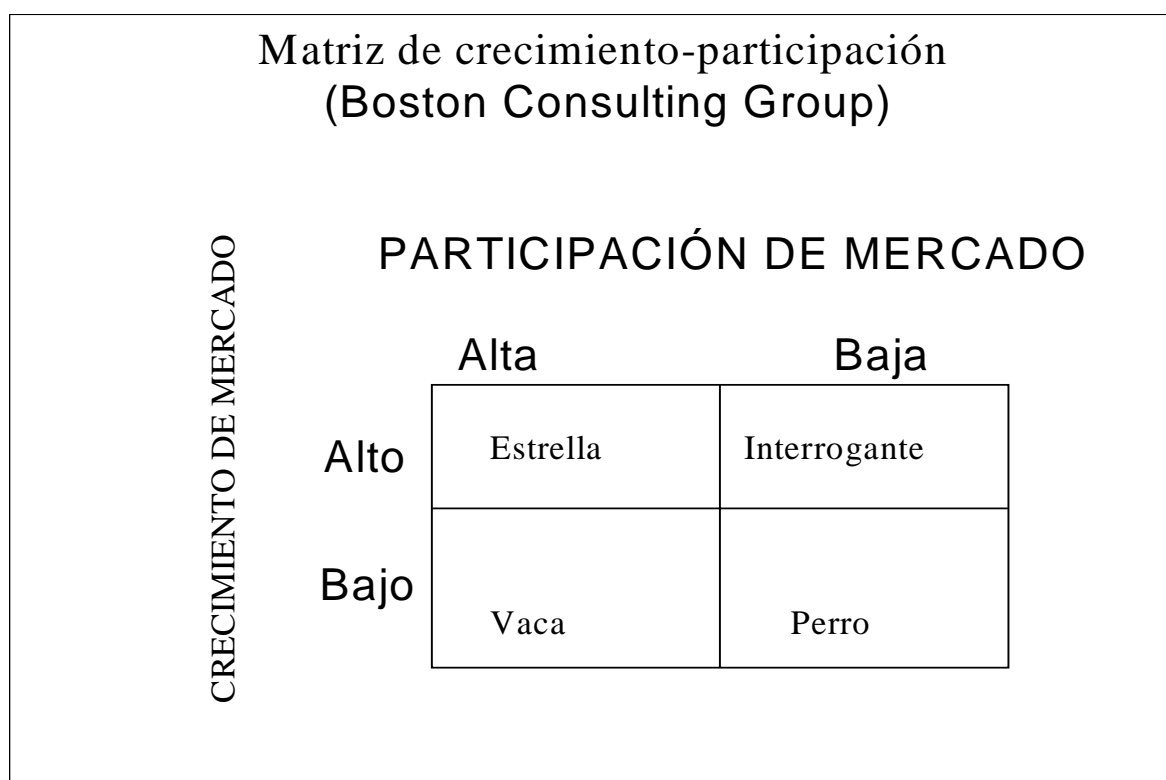 Matriz de crecimiento-participación
(Boston Consulting Group)
CRECIMIENTO DE MERCADO
PARTICIPACIÓN DE MERCADO
Alta Baja
Alto Estrella Interrogante
Bajo
Vaca Perro